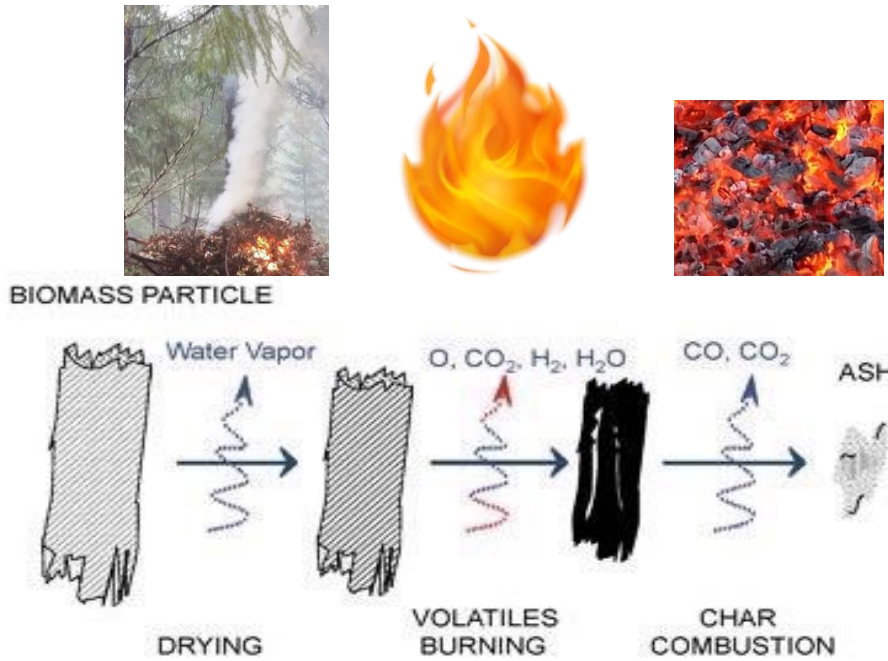 BIOMASS PARTICLE
Water Vapor
O, CO₂, H₂, H₂O
CO, CO₂
ASH
DRYING
VOLATILES
BURNING
CHAR
COMBUSTION